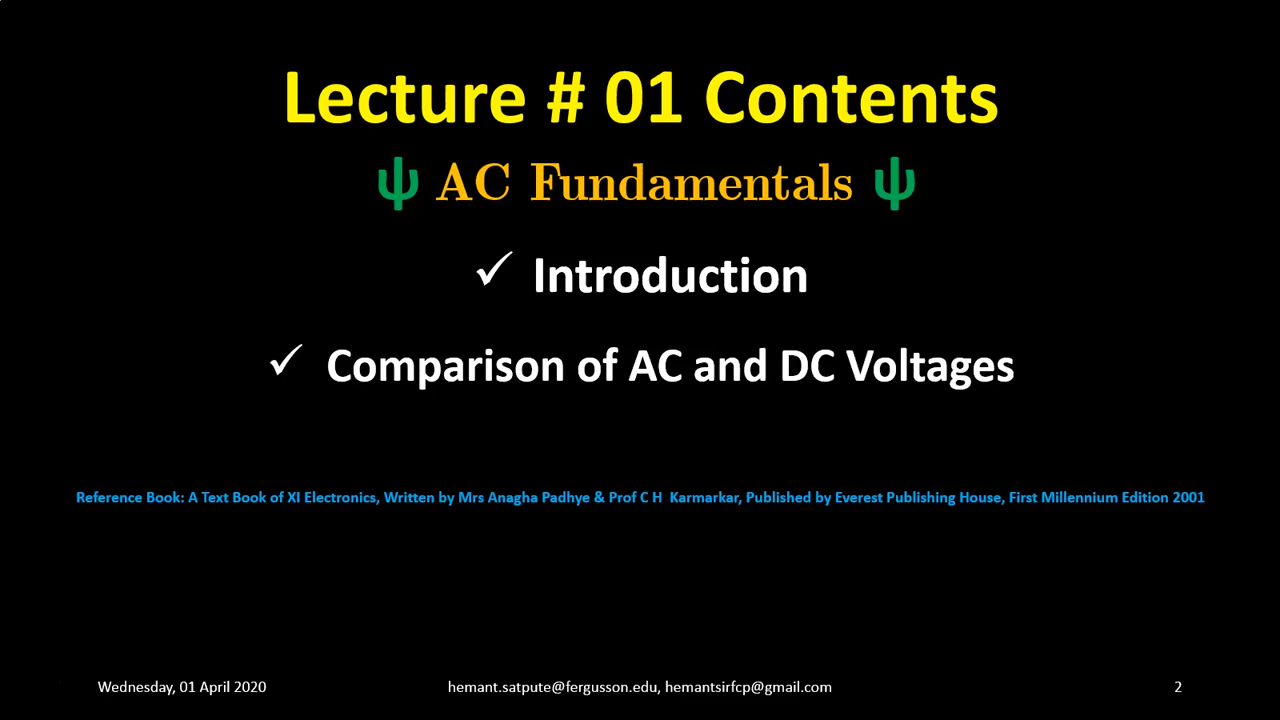 Lecture # 01 Contents
ψ AC Fundamentals ψ
✓ Introduction
✓ Comparison of AC and DC Voltages
Reference Book: A Text Book of XI Electronics, Written by Mrs Anagha Padhye & Prof C H Karmarkar, Published by Everest Publishing House, First Millennium Edition 2001
Wednesday, 01 April 2020 hemant.satpute@fergusson.edu, hemantsirfcp@gmail.com 2